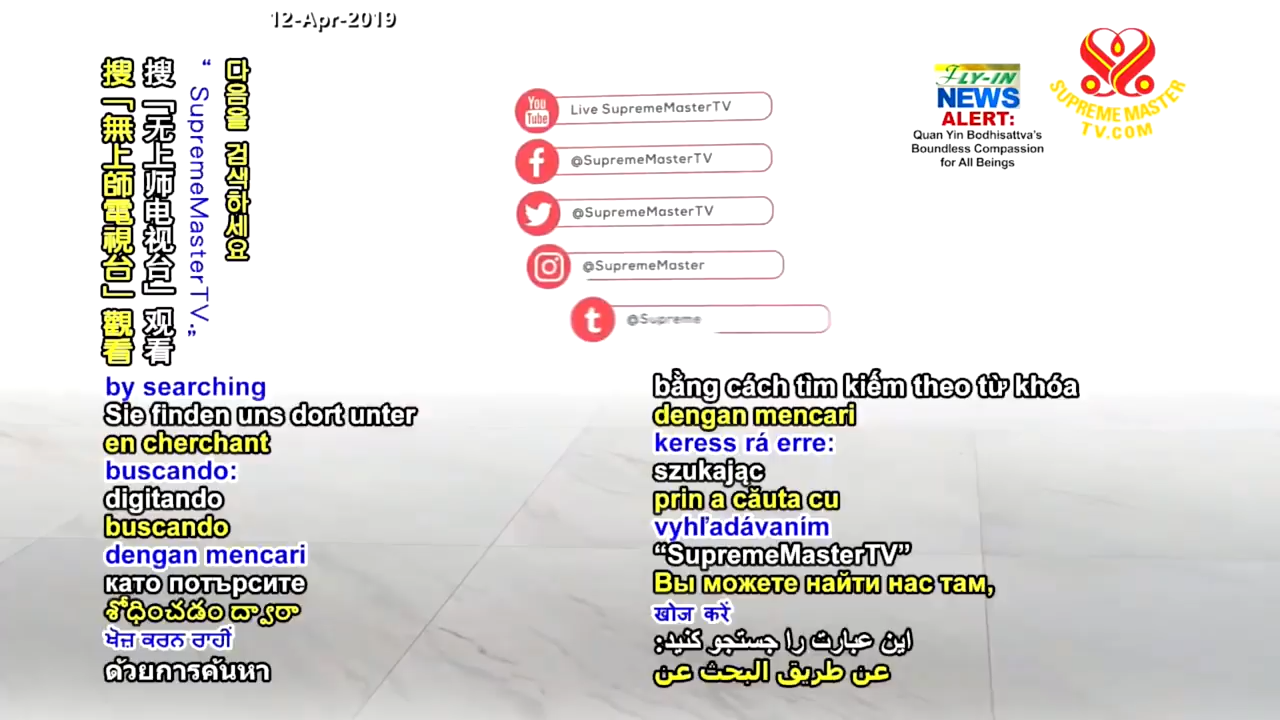 12-Apr-2019
搜「無上師電視台」觀看
搜「无上师电视台」观看
“SupremeMasterTV.”
다음을 검색하세요
You Tube
Live SupremeMasterTV
@SupremeMasterTV
@SupremeMasterTV
@SupremeMaster
@Supreme
FLY-IN
NEWS
ALERT:
Quan Yin Bodhisattva's
Boundless Compassion
for All Beings
SUPREME MASTER
TV.COM
by searching
Sie finden uns dort unter
en cherchant
buscando:
digitando
buscando
dengan mencari
като потърсите
శోధించడం ద్వారా
ਖੋਜ਼ ਕਰਨ ਰਾਹੀਂ
ด้วยการค้นหา
bằng cách tìm kiếm theo từ khóa
dengan mencari
keress rá erre:
szukając
prin a căuta cu
vyhľadávaním
“SupremeMasterTV”
Вы можете найти нас там,
खोज करें
این عبارت را جستجو کنید:
عن طريق البحث عن